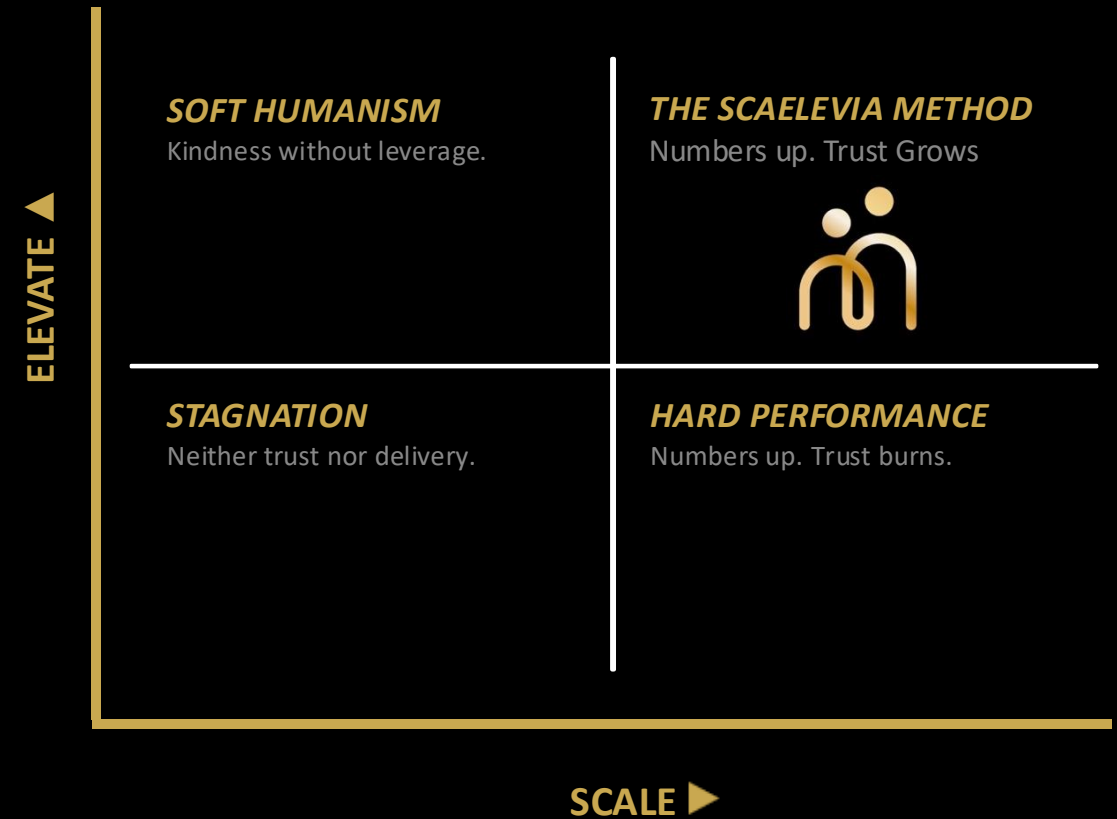 SOFT HUMANISM
Kindness without leverage.
THE SCAELEVIA METHOD
Numbers up. Trust Grows
ELEVATE
STAGNATION
Neither trust nor delivery.
HARD PERFORMANCE
Numbers up. Trust burns.
SCALE